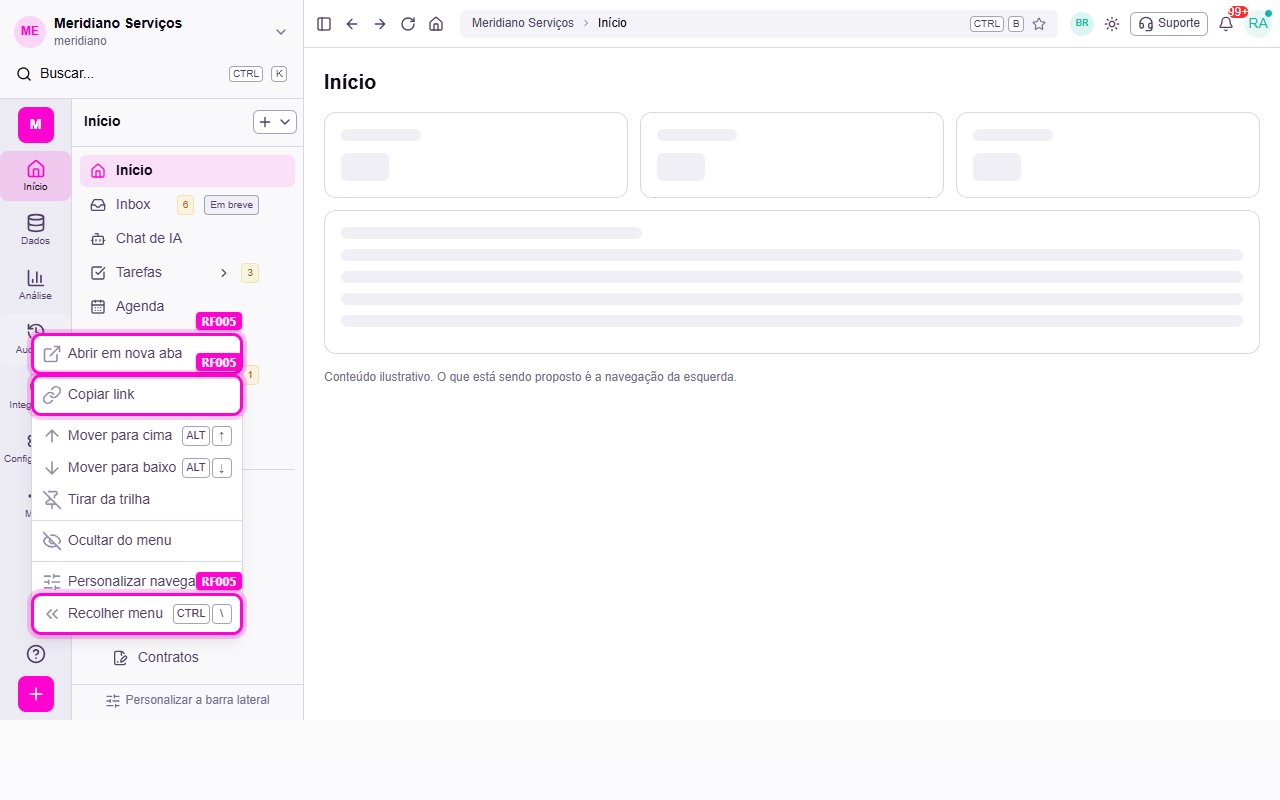 ME
Meridiano Serviços
meridiano
Buscar...
CTRL
K
Meridiano Serviços
Início
CTRL
B
BR
Suporte
99+
RA
M
Início
Dados
Análise
Início
Início
Inbox
6
Em breve
Chat de IA
Tarefas
3
Agenda
1
RF005
Abrir em nova aba
RF005
Copiar link
Mover para cima
ALT
↑
Mover para baixo
ALT
↓
Tirar da trilha
Ocultar do menu
Personalizar navega
RF005
Recolher menu
CTRL
\
Contratos
Personalizar a barra lateral
Início
Conteúdo ilustrativo. O que está sendo proposto é a navegação da esquerda.